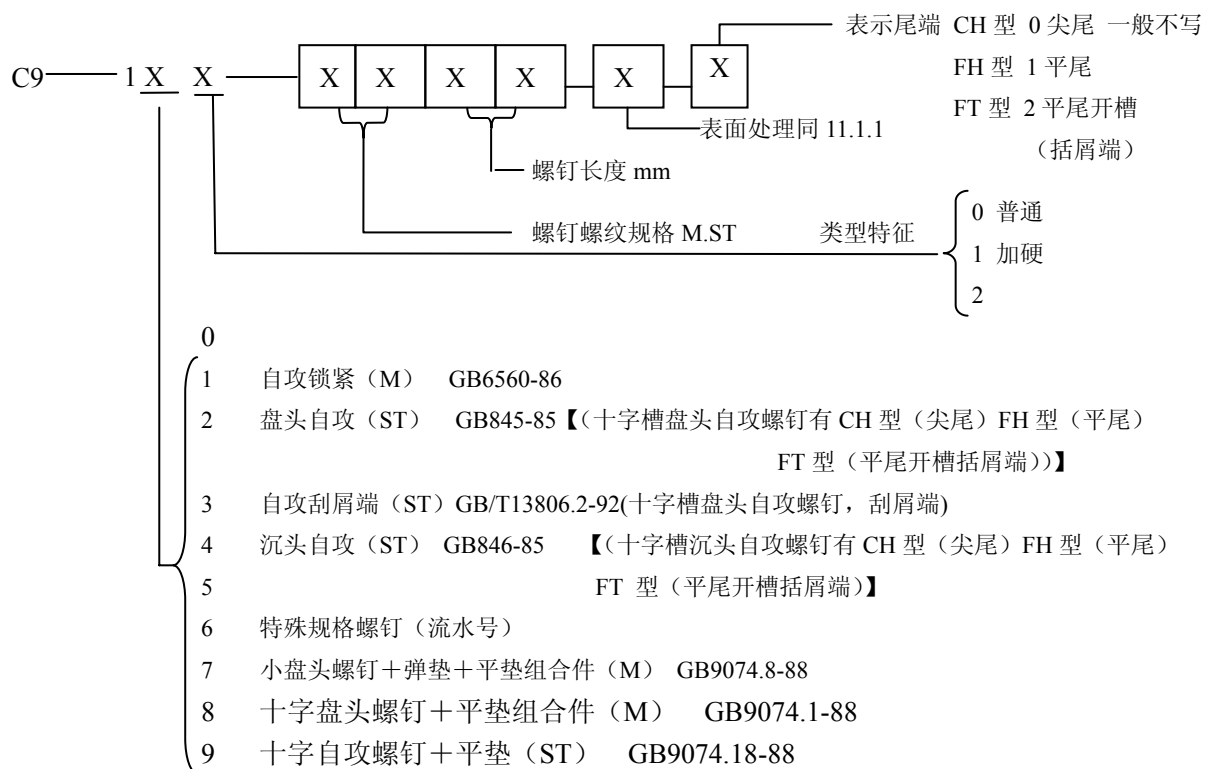 表示尾端 CH 型 0 尖尾 一般不写
C9 1 X X X X X X X X
FH 型 1 平尾
FT 型 2 平尾开槽
表面处理同 11.1.1
（括屑端）
螺钉长度 mm
螺钉螺纹规格 M.ST 类型特征
0 普通
1 加硬
2
0
1 自攻锁紧（M） GB6560-86
2 盘头自攻（ST） GB845-85【（十字槽盘头自攻螺钉有 CH 型（尖尾）FH 型（平尾）
FT 型（平尾开槽括屑端））】
3 自攻刮屑端（ST）GB/T13806.2-92(十字槽盘头自攻螺钉，刮屑端)
4 沉头自攻（ST） GB846-85 【（十字槽沉头自攻螺钉有 CH 型（尖尾）FH 型（平尾）
5 FT 型（平尾开槽括屑端）】
6 特殊规格螺钉（流水号）
7 小盘头螺钉＋弹垫＋平垫组合件（M） GB9074.8-88
8 十字盘头螺钉＋平垫组合件（M） GB9074.1-88
9 十字自攻螺钉＋平垫（ST） GB9074.18-88